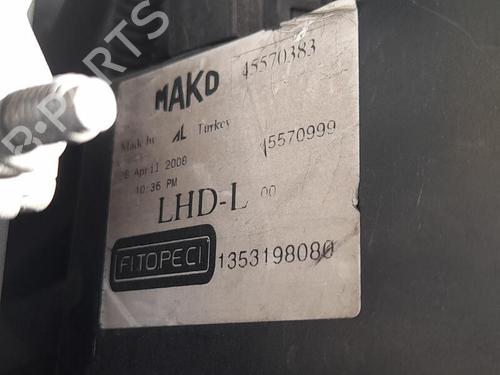 B-PARTS
MAKO 45570383
Made by AL Turkey
45570999
28 April 2008
10:36 PM
LHD-L 00
FITOPECI 1353198080